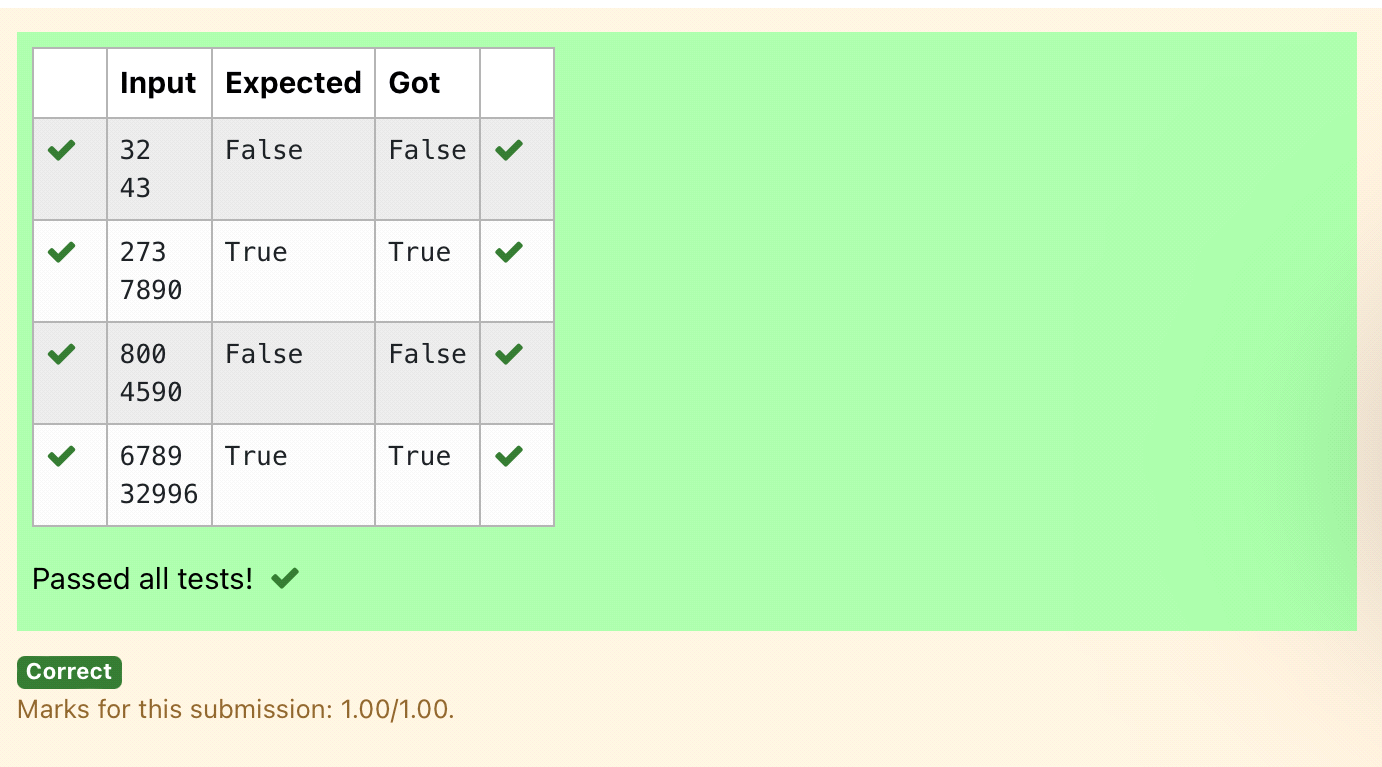 Input Expected Got
32 False False
43
273 True True
7890
800 False False
4590
6789 True True
32996
Passed all tests!
Correct
Marks for this submission: 1.00/1.00.